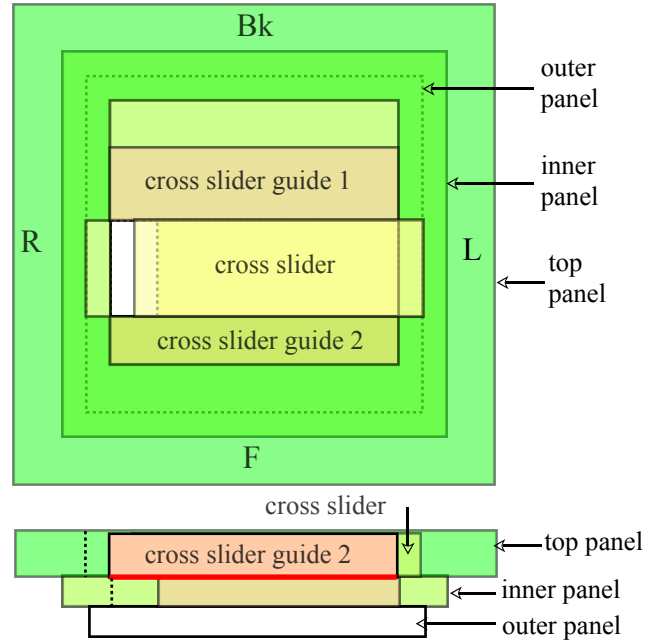 Bk
outer
panel
cross slider guide 1
inner
panel
R
cross slider
L
top
panel
cross slider guide 2
F
cross slider
cross slider guide 2
top panel
inner panel
outer panel